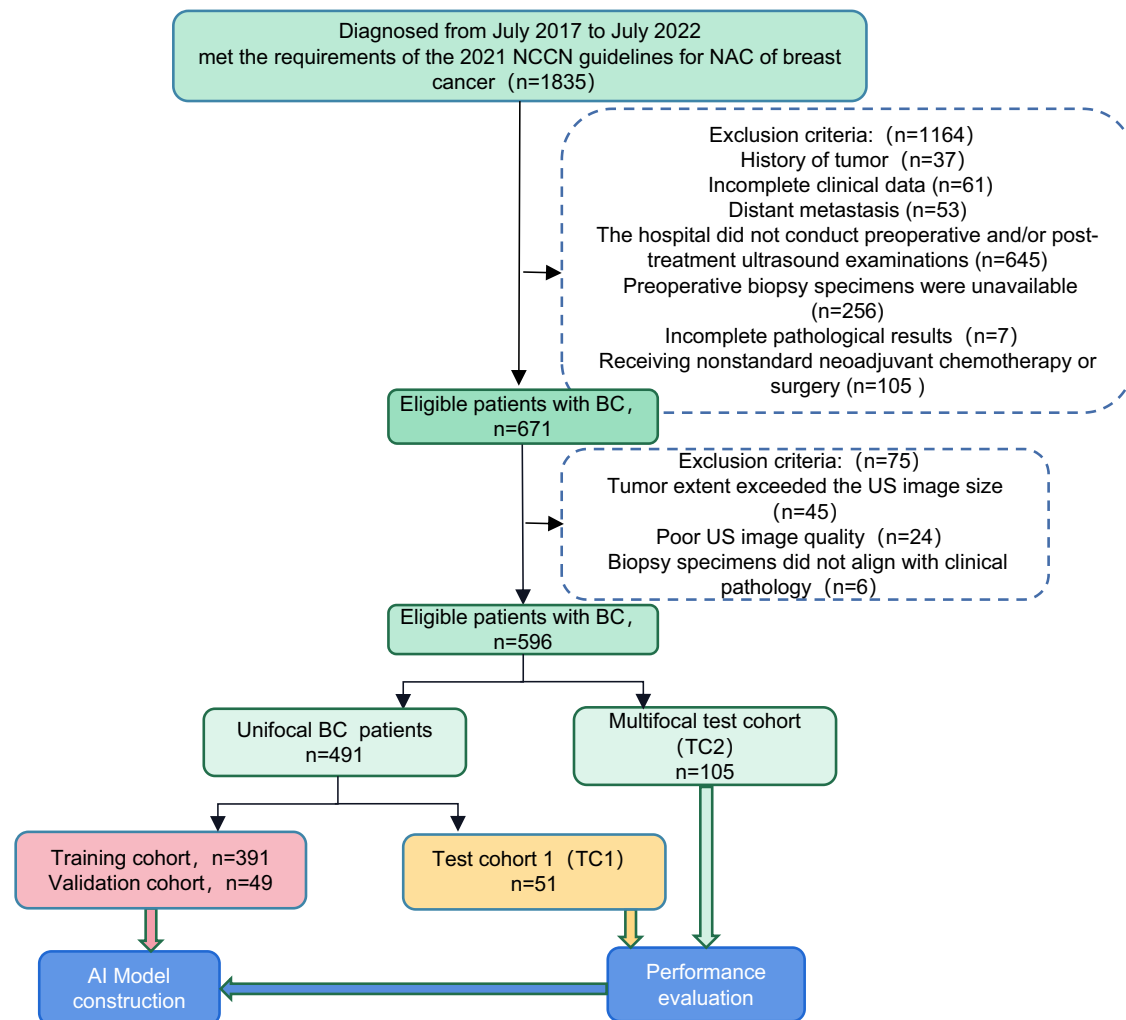 Diagnosed from July 2017 to July 2022
met the requirements of the 2021 NCCN guidelines for NAC of breast
cancer（n=1835）
Exclusion criteria:（n=1164）
History of tumor (n=37)
Incomplete clinical data (n=61)
Distant metastasis (n=53)
The hospital did not conduct preoperative and/or post-
treatment ultrasound examinations (n=645)
Preoperative biopsy specimens were unavailable
(n=256)
Incomplete pathological results（n=7）
Receiving nonstandard neoadjuvant chemotherapy or
surgery (n=105 )
Eligible patients with BC，
n=671
Exclusion criteria:（n=75）
Tumor extent exceeded the US image size
（n=45）
Poor US image quality（n=24）
Biopsy specimens did not align with clinical
pathology（n=6）
Eligible patients with BC，
n=596
Unifocal BC patients
n=491
Multifocal test cohort
(TC2)
n=105
Training cohort，n=391
Validation cohort，n=49
Test cohort 1（TC1）
n=51
AI Model
construction
Performance
evaluation